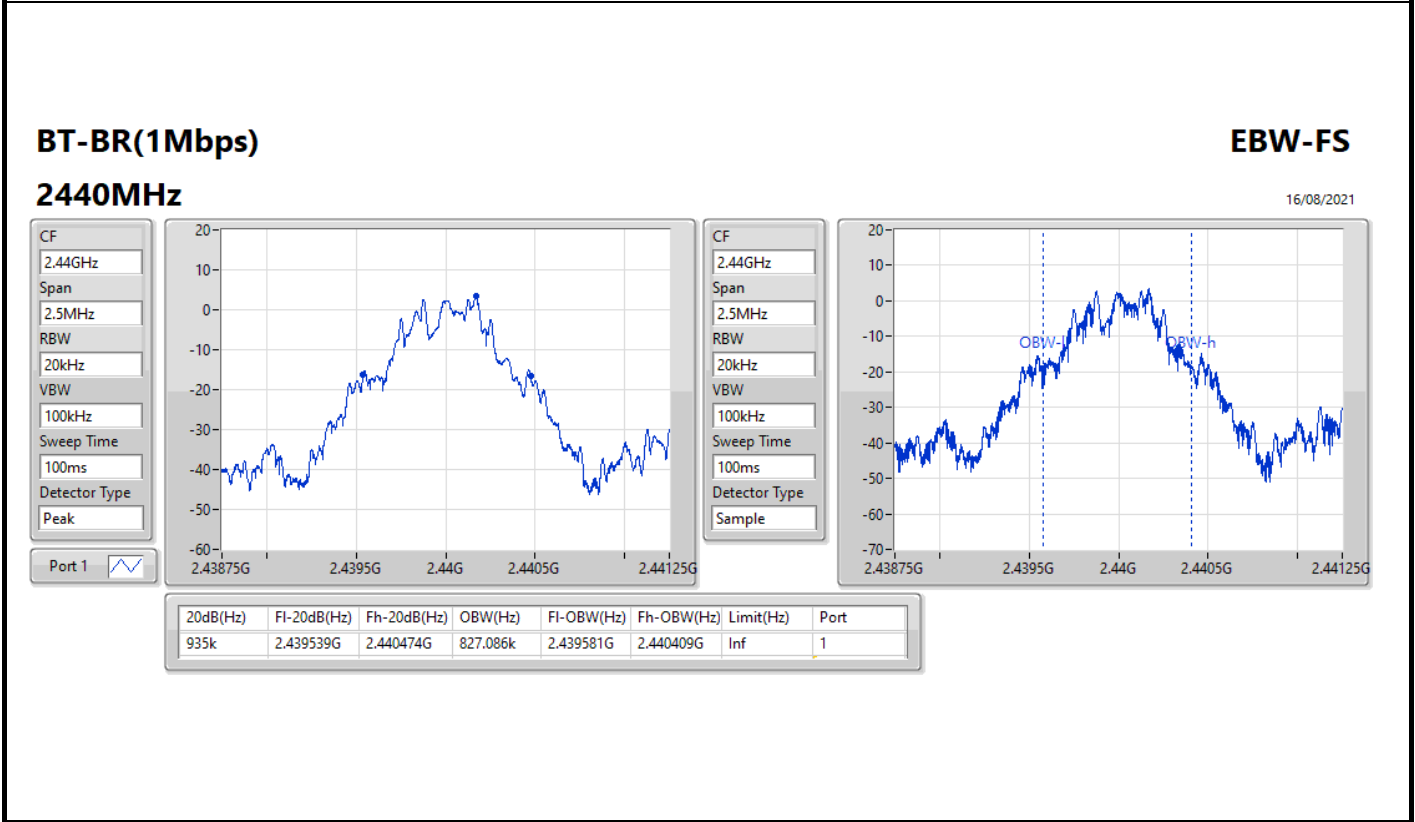 BT-BR(1Mbps)
EBW-FS
2440MHz
16/08/2021
CF
2.44GHz
Span
2.5MHz
RBW
20kHz
VBW
100kHz
Sweep Time
100ms
Detector Type
Peak
Port 1
20
10
0
-10
-20
-30
-40
-50
-60
2.43875G 2.4395G 2.44G 2.4405G 2.44125G
CF
2.44GHz
Span
2.5MHz
RBW
20kHz
VBW
100kHz
Sweep Time
100ms
Detector Type
Sample
20
10
0
-10
OBW-l OBW-h
-20
-30
-40
-50
-60
-70
2.43875G 2.4395G 2.44G 2.4405G 2.44125G
20dB(Hz) Fl-20dB(Hz) Fh-20dB(Hz) OBW(Hz) Fl-OBW(Hz) Fh-OBW(Hz) Limit(Hz) Port
935k 2.439539G 2.440474G 827.086k 2.439581G 2.440409G Inf 1